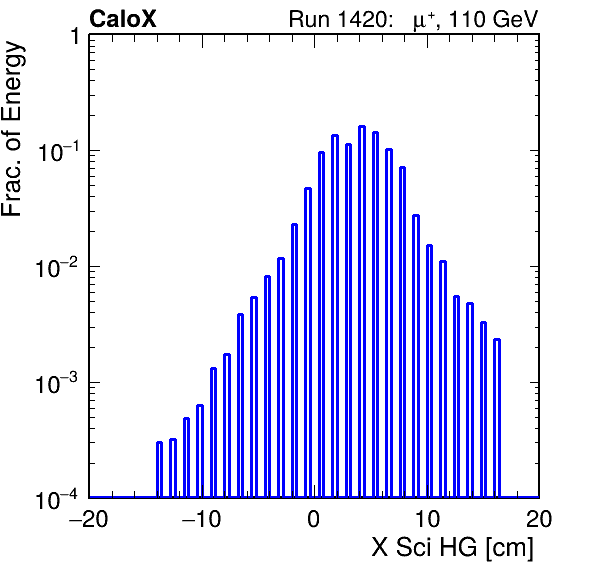 CaloX Run 1420: μ⁺, 110 GeV
Frac. of Energy
1
10⁻¹
10⁻²
10⁻³
10⁻⁴
−20 −10 0 10 20
X Sci HG [cm]